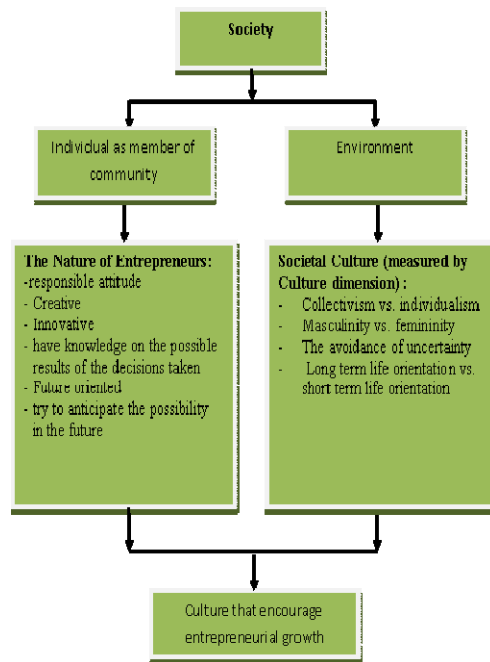 Society
Individual as member of
community
Environment
The Nature of Entrepreneurs:
-responsible attitude
- Creative
- Innovative
- have knowledge on the possible
results of the decisions taken
- Future oriented
- try to anticipate the possibility
in the future
Societal Culture (measured by
Culture dimension) :
- Collectivism vs. individualism
- Masculinity vs. femininity
- The avoidance of uncertainty
- Long term life orientation vs.
short term life orientation
Culture that encourage
entrepreneurial growth